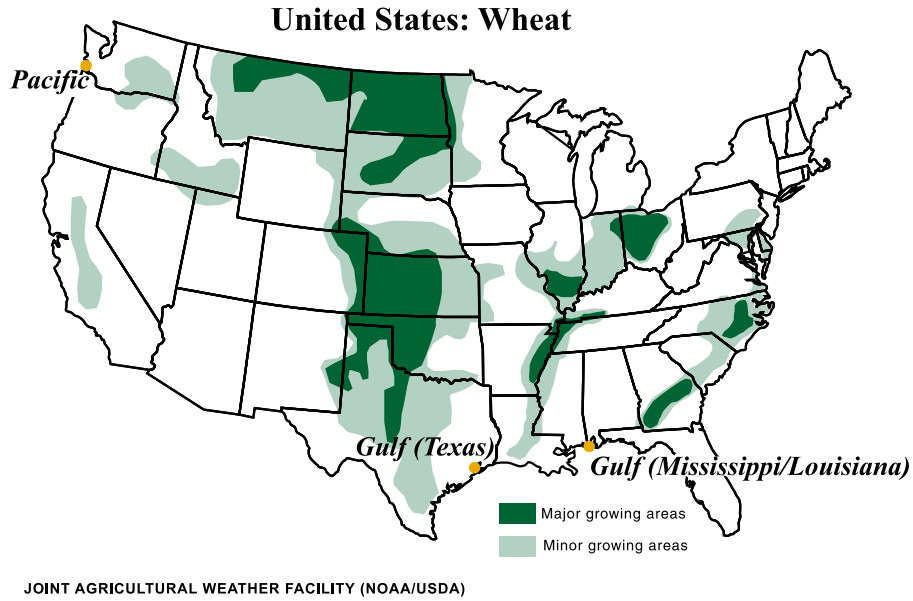 United States: Wheat
Pacific
Gulf (Texas)
Gulf (Mississippi/Louisiana)
Major growing areas
Minor growing areas
JOINT AGRICULTURAL WEATHER FACILITY (NOAA/USDA)